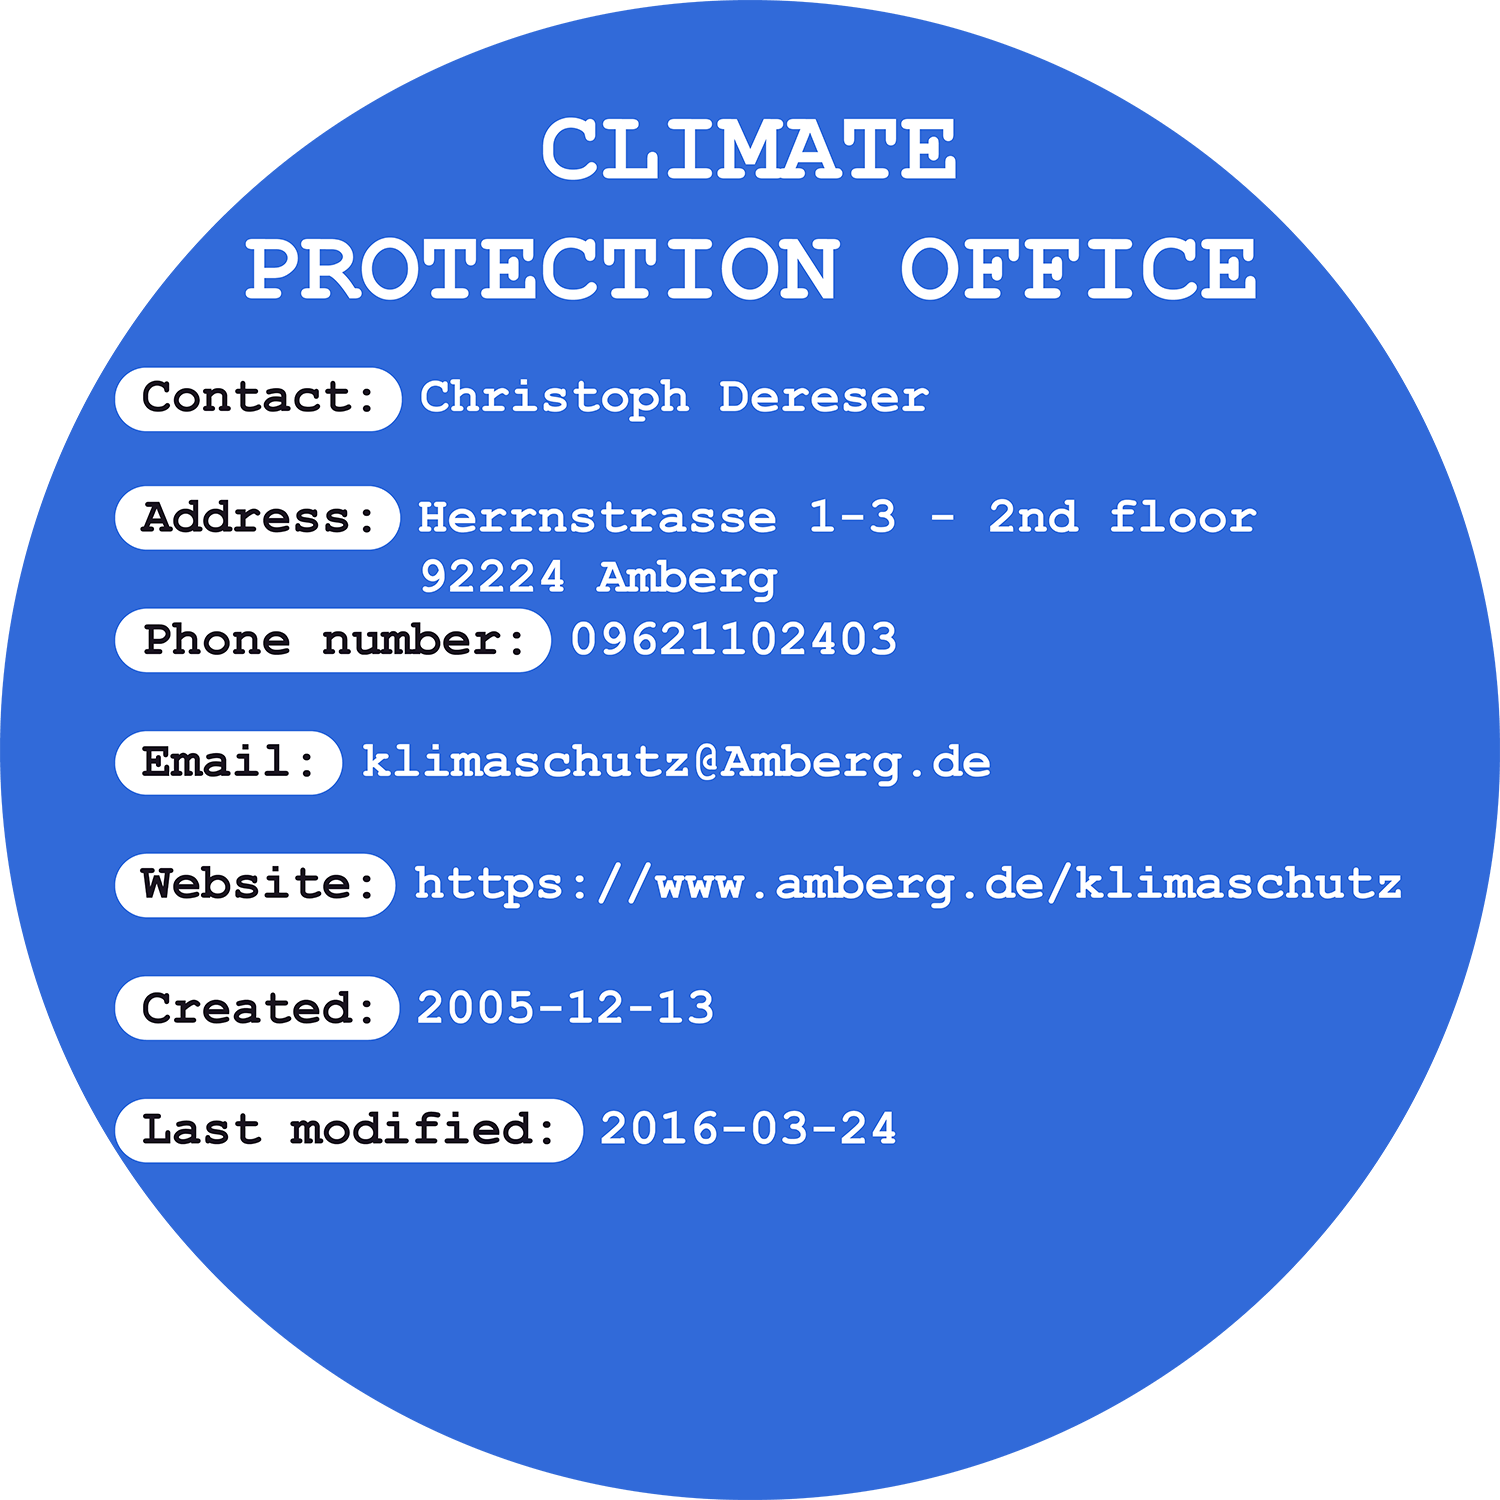 CLIMATE
PROTECTION OFFICE
Contact: Christoph Dereser
Address: Herrnstrasse 1-3 - 2nd floor
92224 Amberg
Phone number: 09621102403
Email: klimaschutz@Amberg.de
Website: https://www.amberg.de/klimaschutz
Created: 2005-12-13
Last modified: 2016-03-24